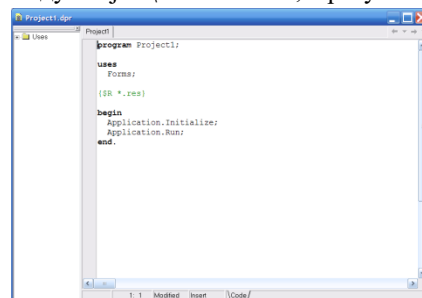 Project1.dpr
Uses
Project1
program Project1;
uses
Forms;
{$R *.res}
begin
Application.Initialize;
Application.Run;
end.
1: 1 Modified Insert \Code/